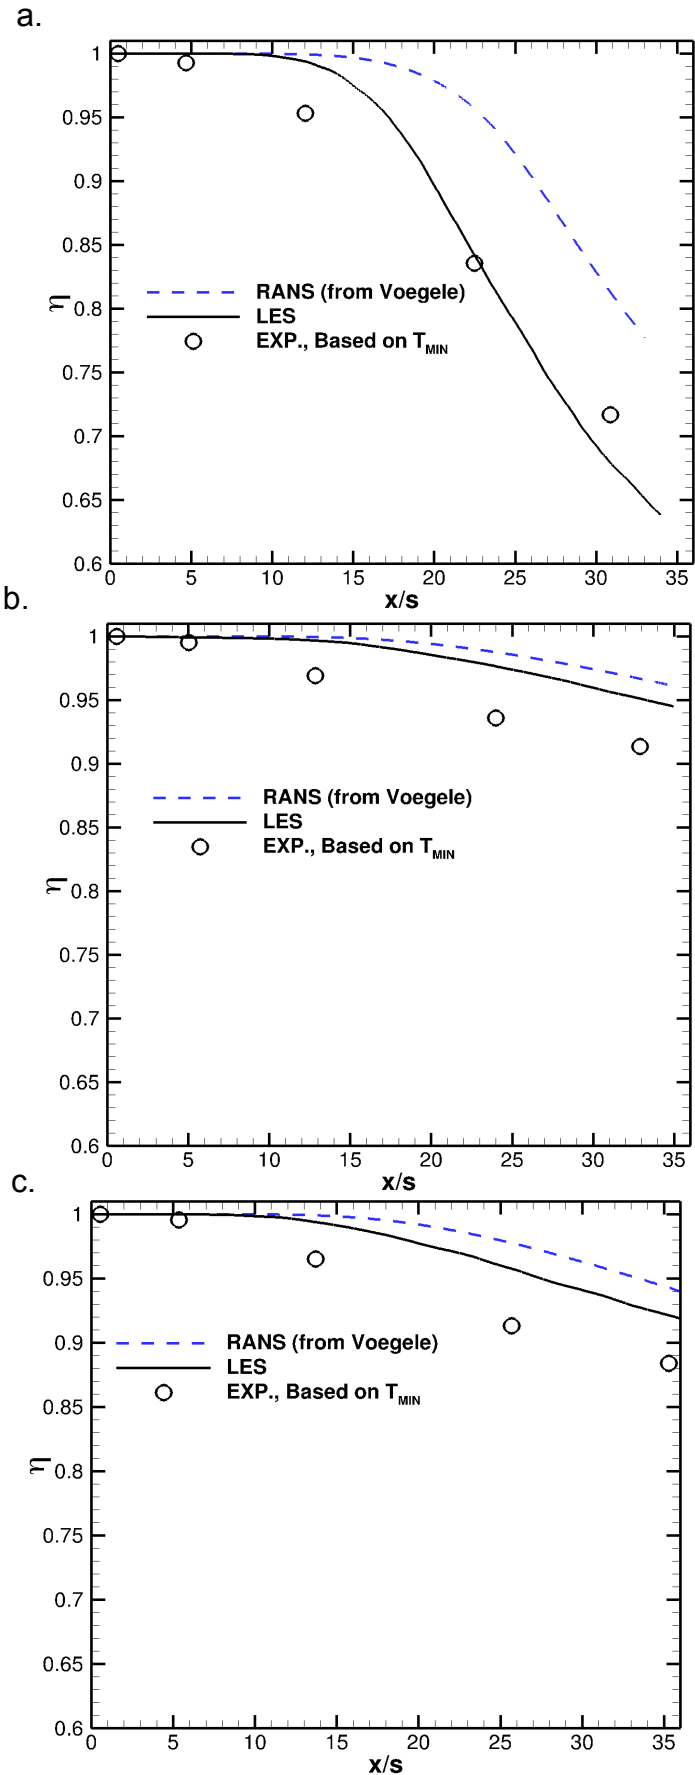 a.
1
0.95
0.9
0.85
0.8
0.75
0.7
0.65
0.6
η
RANS (from Voegele)
LES
EXP., Based on TMIN
0 5 10 15 20 25 30 35
x/s
b.
1
0.95
0.9
0.85
0.8
0.75
0.7
0.65
0.6
η
RANS (from Voegele)
LES
EXP., Based on TMIN
0 5 10 15 20 25 30 35
x/s
c.
1
0.95
0.9
0.85
0.8
0.75
0.7
0.65
0.6
η
RANS (from Voegele)
LES
EXP., Based on TMIN
0 5 10 15 20 25 30 35
x/s